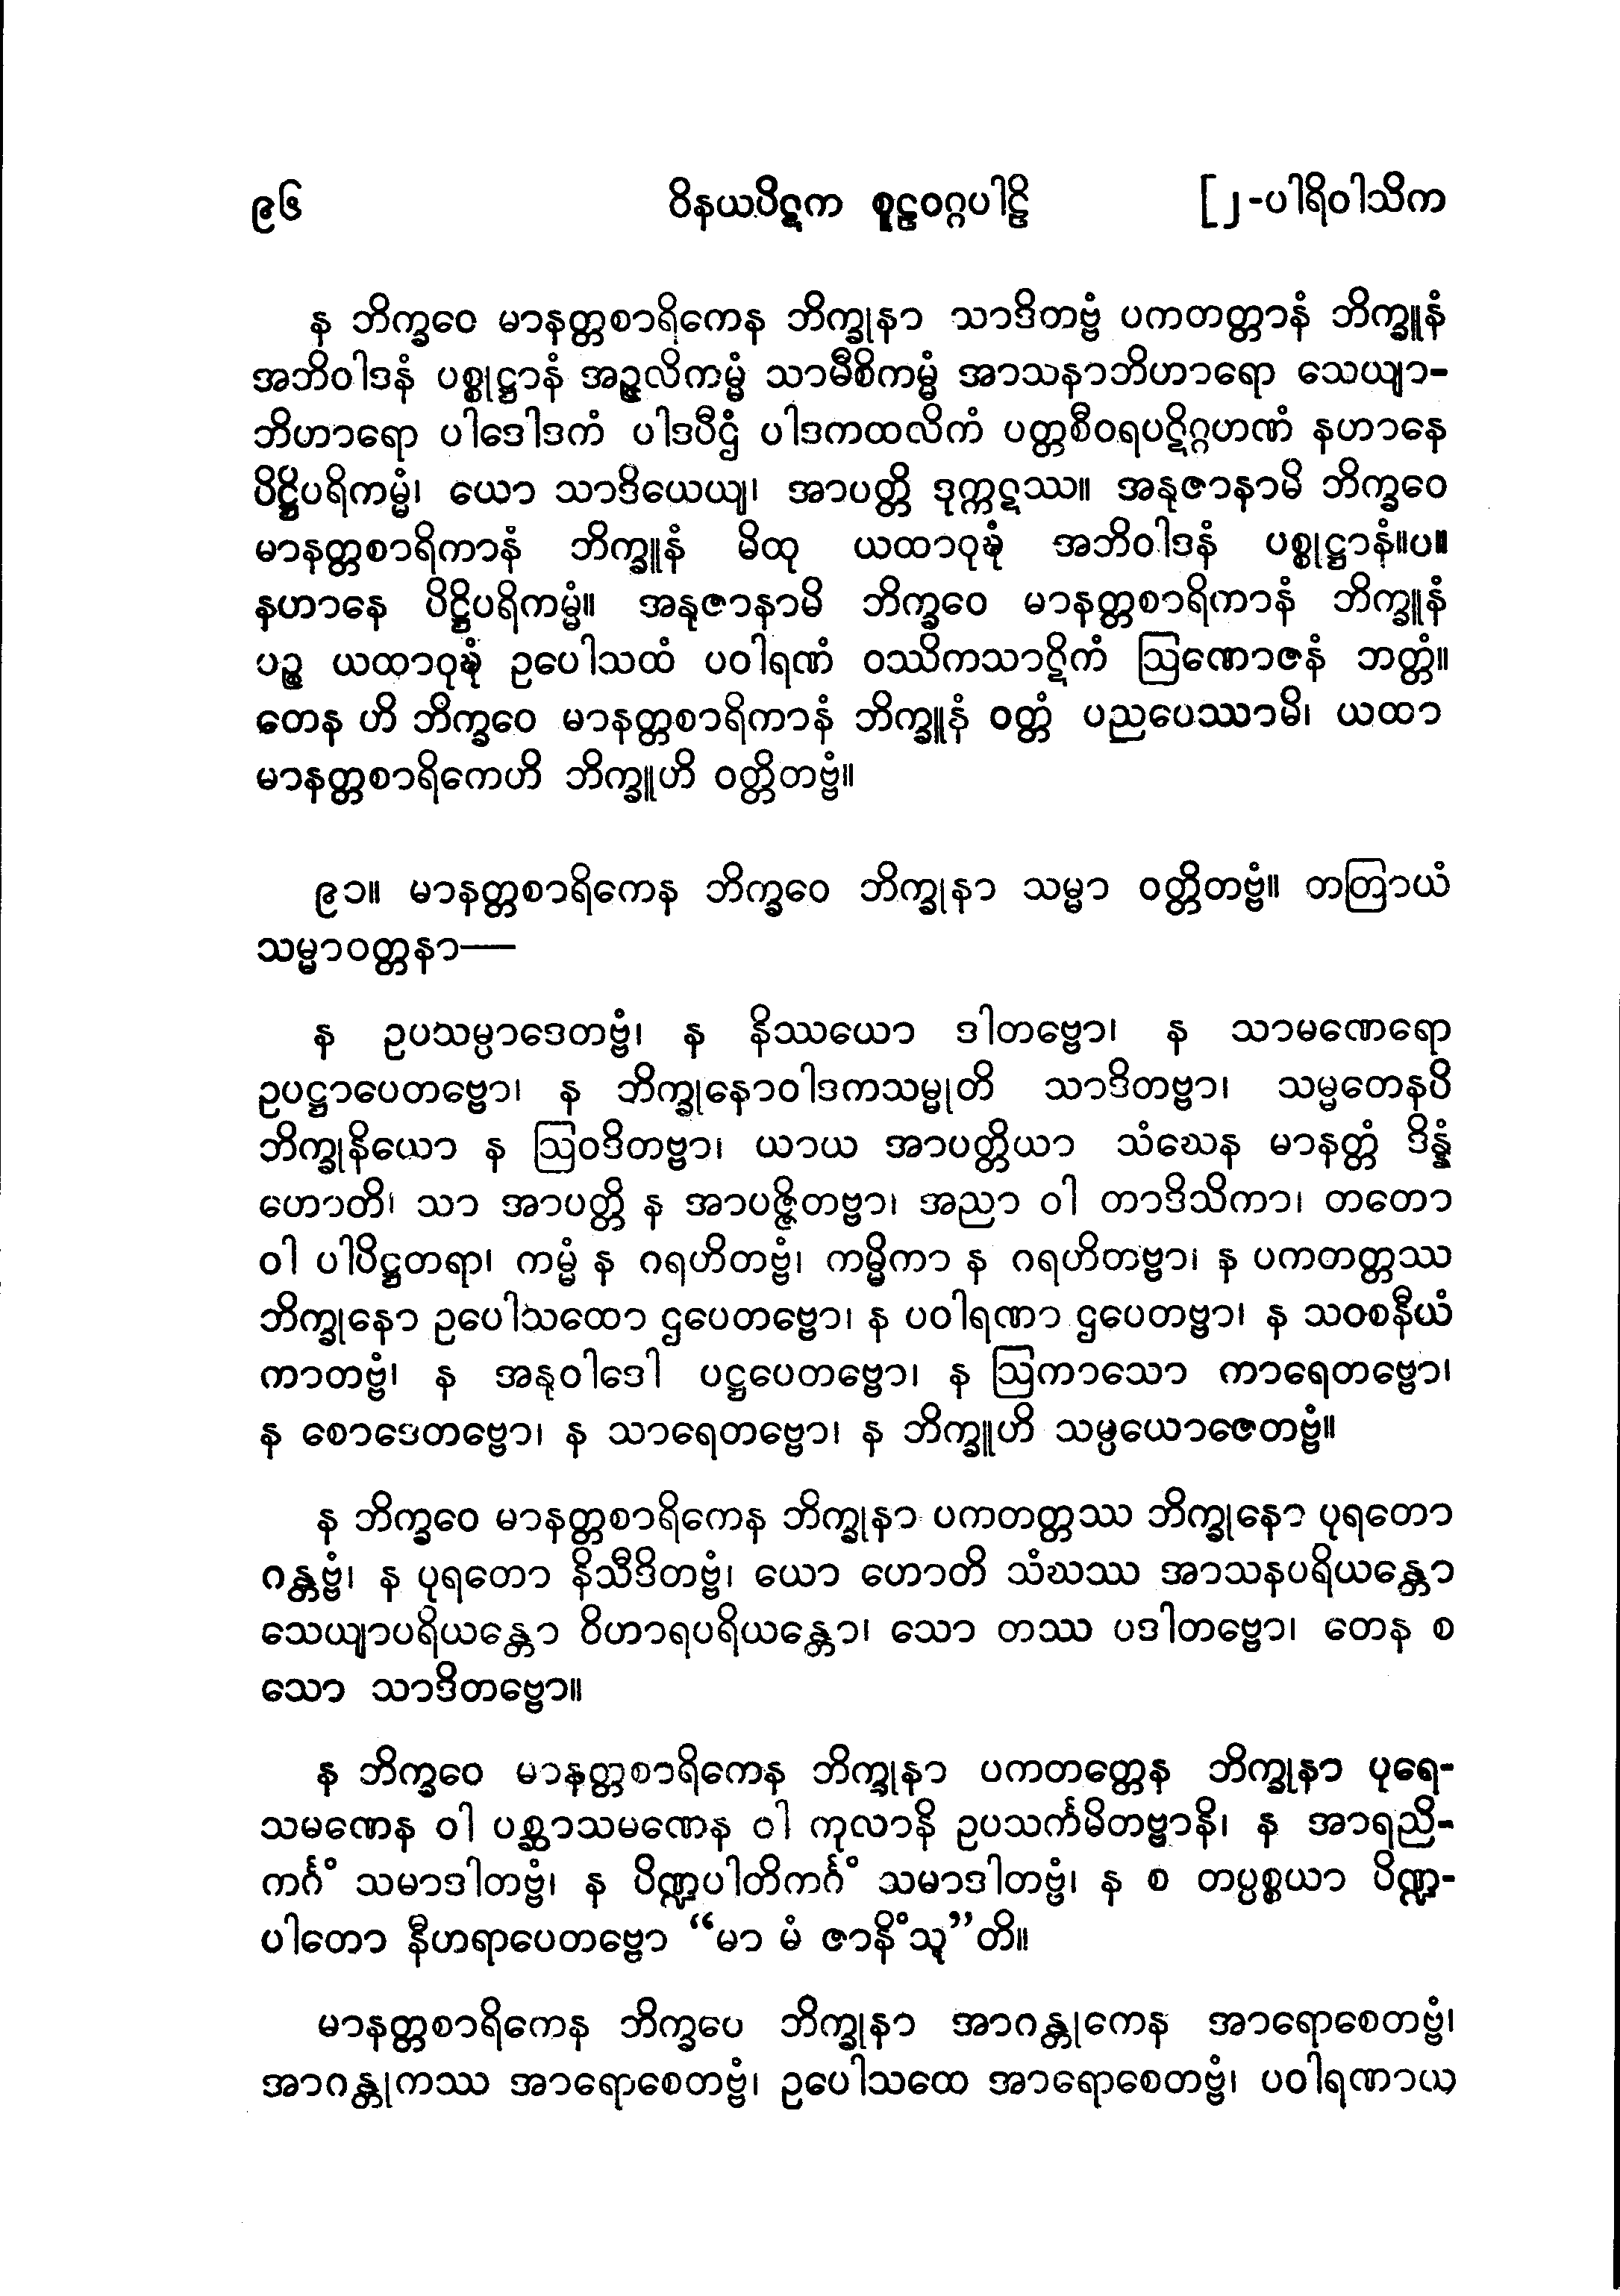 ၉၆ ဝိနယပိဋက စူဠဝဂ္ဂပါဠိ [၂-ပါရိဝါသိက
န ဘိက္ခဝေ မာနတ္တစာရိကေန ဘိက္ခုနာ သာဒိတဗ္ဗံ ပကတတ္တာနံ ဘိက္ခူနံ
အဘိဝါဒနံ ပစ္စုဋ္ဌာနံ အဉ္ဇလိကမ္မံ သာမီစိကမ္မံ အာသနာဘိဟာရော သေယျာ-
ဘိဟာရော ပါဒေါဒကံ ပါဒပီဌံ ပါဒကထလိကံ ပတ္တစီဝရပဋိဂ္ဂဟဏံ နဟာနေ
ပိဋ္ဌိပရိကမ္မံ၊ ယော သာဒိယေယျ၊ အာပတ္တိ ဒုက္ကဋဿ။ အနုဇာနာမိ ဘိက္ခဝေ
မာနတ္တစာရိကာနံ ဘိက္ခူနံ မိထု ယထာဝုဍ္ဎံ အဘိဝါဒနံ ပစ္စုဋ္ဌာနံ။ပ။
နဟာနေ ပိဋ္ဌိပရိကမ္မံ။ အနုဇာနာမိ ဘိက္ခဝေ မာနတ္တစာရိကာနံ ဘိက္ခူနံ
ပဉ္စ ယထာဝုဍ္ဎံ ဥပေါသထံ ပဝါရဏံ ဝဿိကသာဋိကံ ဩဏောဇနံ ဘတ္တံ။
တေန ဟိ ဘိက္ခဝေ မာနတ္တစာရိကာနံ ဘိက္ခူနံ ဝတ္တံ ပညပေဿာမိ၊ ယထာ
မာနတ္တစာရိကေဟိ ဘိက္ခူဟိ ဝတ္တိတဗ္ဗံ။
၉၁။ မာနတ္တစာရိကေန ဘိက္ခဝေ ဘိက္ခုနာ သမ္မာ ဝတ္တိတဗ္ဗံ။ တတြာယံ
သမ္မာဝတ္တနာ—
န ဥပသမ္ပာဒေတဗ္ဗံ၊ န နိဿယော ဒါတဗ္ဗော၊ န သာမဏေရော
ဥပဋ္ဌာပေတဗ္ဗော၊ န ဘိက္ခုနောဝါဒကသမ္မုတိ သာဒိတဗ္ဗာ၊ သမ္မတေနပိ
ဘိက္ခုနိယော န ဩဝဒိတဗ္ဗာ၊ ယာယ အာပတ္တိယာ သံဃေန မာနတ္တံ ဒိန္နံ
ဟောတိ၊ သာ အာပတ္တိ န အာပဇ္ဇိတဗ္ဗာ၊ အညာ ဝါ တာဒိသိကာ၊ တတော
ဝါ ပါပိဋ္ဌတရာ၊ ကမ္မံ န ဂရဟိတဗ္ဗံ၊ ကမ္မိကာ န ဂရဟိတဗ္ဗာ၊ န ပကတတ္တဿ
ဘိက္ခုနော ဥပေါသထော ဌပေတဗ္ဗော၊ န ပဝါရဏာ ဌပေတဗ္ဗာ၊ န သဝစနီယံ
ကာတဗ္ဗံ၊ န အနုဝါဒေါ ပဋ္ဌပေတဗ္ဗော၊ န ဩကာသော ကာရေတဗ္ဗော၊
န စောဒေတဗ္ဗော၊ န သာရေတဗ္ဗော၊ န ဘိက္ခူဟိ သမ္ပယောဇေတဗ္ဗံ။
န ဘိက္ခဝေ မာနတ္တစာရိကေန ဘိက္ခုနာ ပကတတ္တဿ ဘိက္ခုနော ပုရတော
ဂန္တဗ္ဗံ၊ န ပုရတော နိသီဒိတဗ္ဗံ၊ ယော ဟောတိ သံဃဿ အာသနပရိယန္တော
သေယျာပရိယန္တော ဝိဟာရပရိယန္တော၊ သော တဿ ပဒါတဗ္ဗော၊ တေန စ
သော သာဒိတဗ္ဗော။
န ဘိက္ခဝေ မာနတ္တစာရိကေန ဘိက္ခုနာ ပကတတ္တေန ဘိက္ခုနာ ပုရေ-
သမဏေန ဝါ ပစ္ဆာသမဏေန ဝါ ကုလာနိ ဥပသင်္ကမိတဗ္ဗာနိ၊ န အာရညိ-
ကင်္ဂံ သမာဒါတဗ္ဗံ၊ န ပိဏ္ဍပါတိကင်္ဂံ သမာဒါတဗ္ဗံ၊ န စ တပ္ပစ္စယာ ပိဏ္ဍ-
ပါတော နီဟရာပေတဗ္ဗော “မာ မံ ဇာနိံသူ”တိ။
မာနတ္တစာရိကေန ဘိက္ခပေ ဘိက္ခုနာ အာဂန္တုကေန အာရောစေတဗ္ဗံ၊
အာဂန္တုကဿ အာရောစေတဗ္ဗံ၊ ဥပေါသထေ အာရောစေတဗ္ဗံ၊ ပဝါရဏာယ